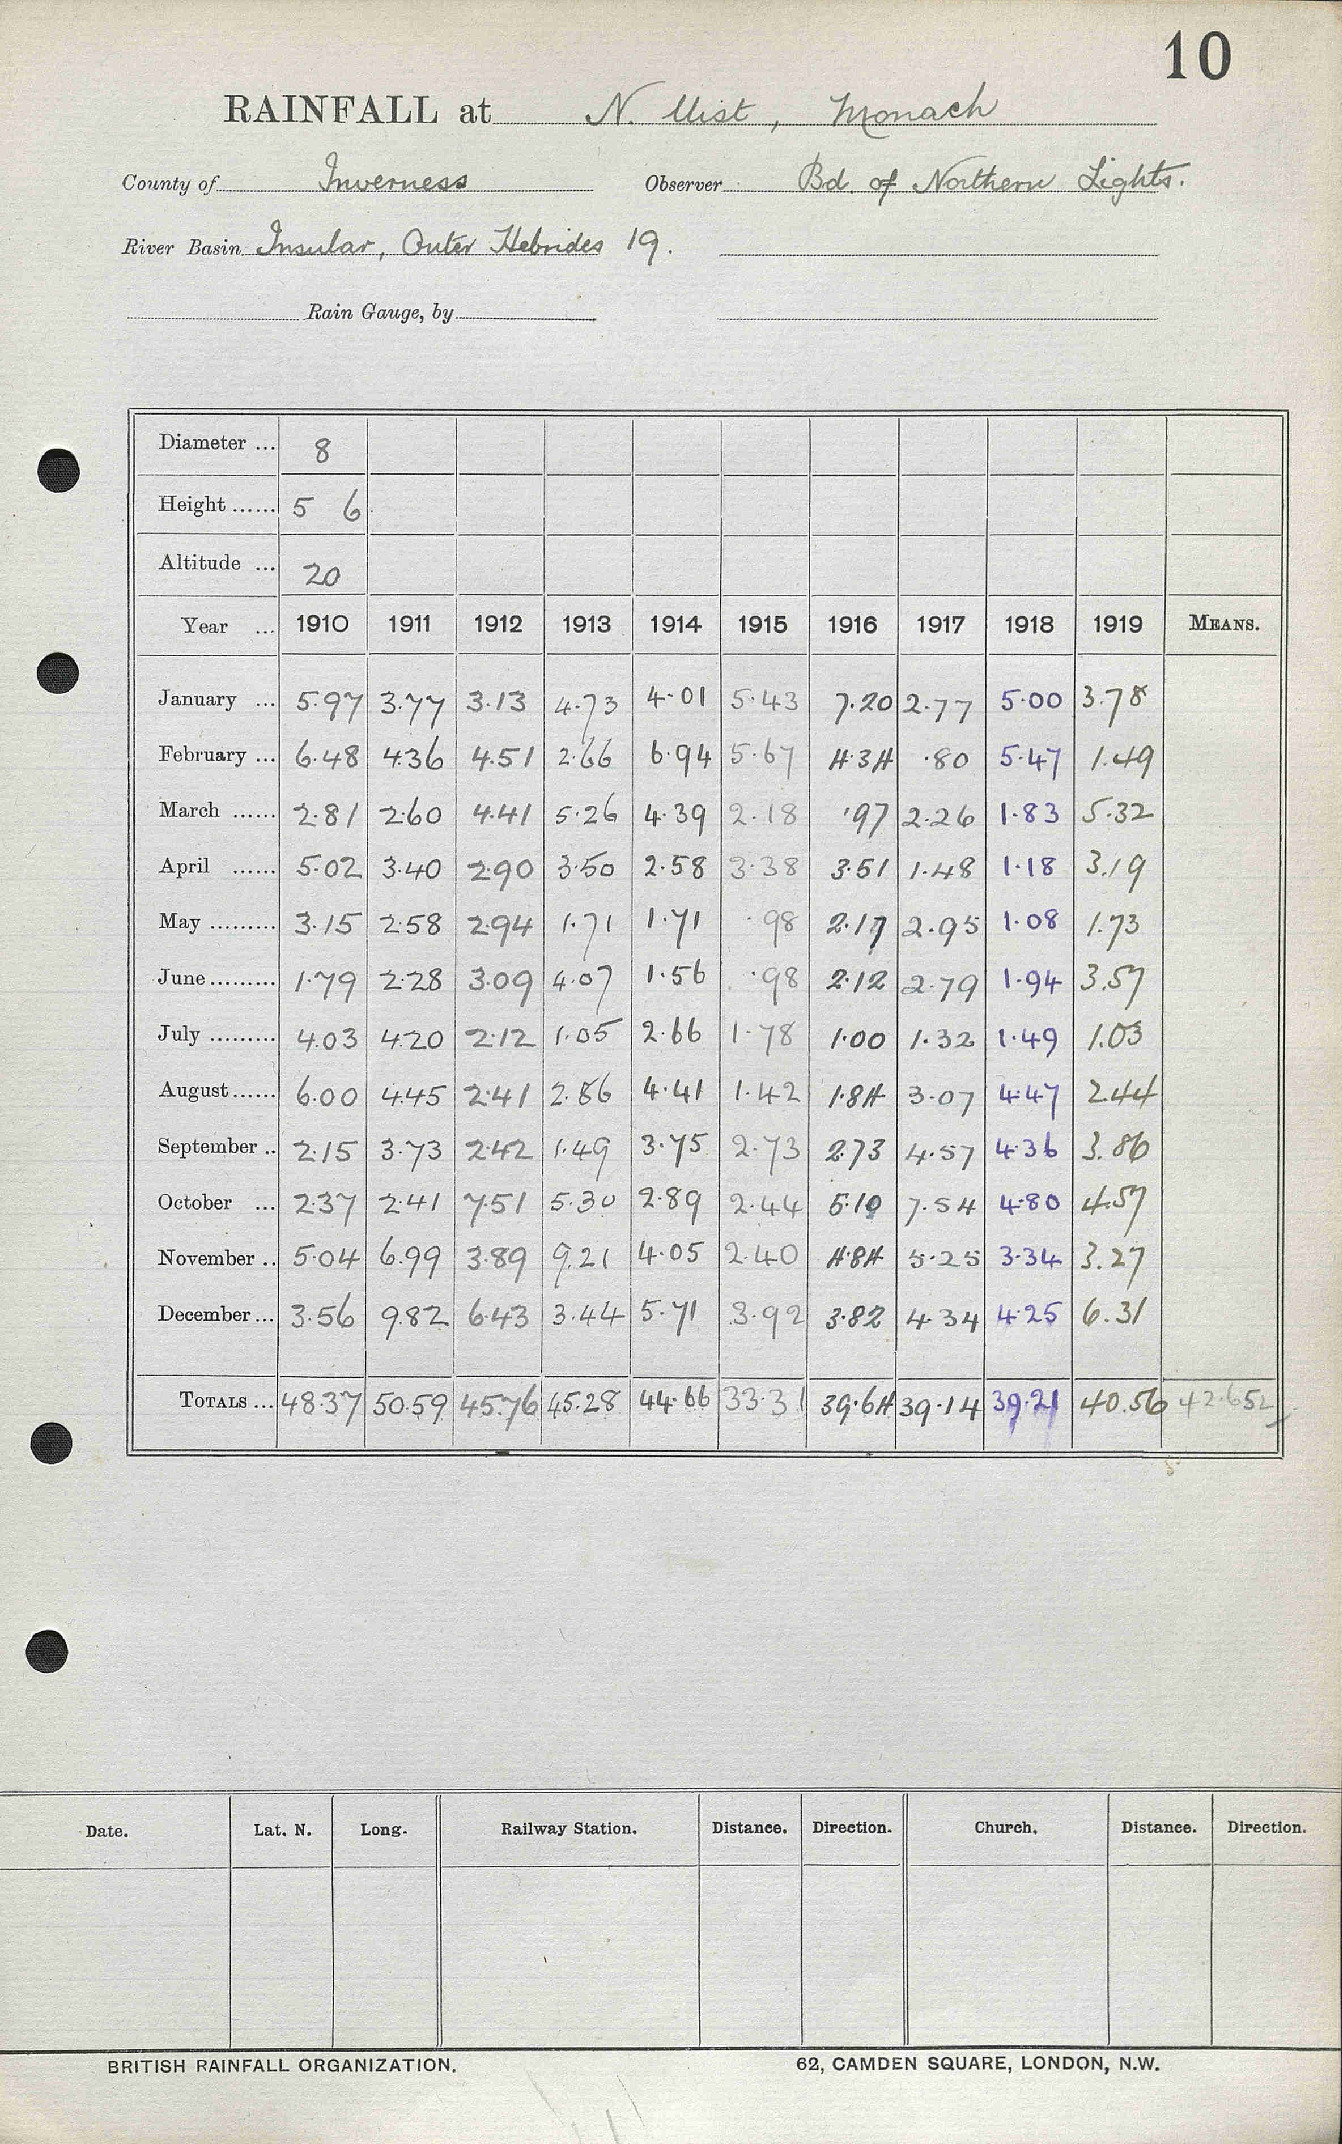 10
RAINFALL at N. Uist, Monach
County of Inverness Observer Bd. of Northern Lights.
River Basin Insular, Outer Hebrides 19.
Rain Gauge, by
Diameter ... 8
Height ...... 5 6
Altitude ... 20
Year ... 1910 1911 1912 1913 1914 1915 1916 1917 1918 1919 MEANS.
January ... 5.97 3.77 3.13 4.73 4.01 5.43 7.20 2.77 5.00 3.78
February ... 6.48 4.36 4.51 2.66 6.94 5.67 4.34 .80 5.47 1.49
March ...... 2.81 2.60 4.41 5.26 4.39 2.18 .97 2.26 1.83 5.32
April ...... 5.02 3.40 2.90 3.50 2.58 3.38 3.51 1.48 1.18 3.19
May ......... 3.15 2.58 2.94 1.71 1.71 .98 2.17 2.95 1.08 1.73
June ......... 1.79 2.28 3.09 4.07 1.56 .98 2.12 2.79 1.94 3.57
July ......... 4.03 4.20 2.12 1.05 2.66 1.78 1.00 1.32 1.49 1.03
August ...... 6.00 4.45 2.41 2.86 4.41 1.42 1.84 3.07 4.47 2.44
September .. 2.15 3.73 2.42 1.49 3.75 2.73 2.73 4.57 4.36 3.86
October ... 2.37 2.41 7.51 5.30 2.89 2.44 5.10 7.54 4.80 4.57
November .. 5.04 6.99 3.89 9.21 4.05 2.40 4.84 5.25 3.34 3.27
December ... 3.56 9.82 6.43 3.44 5.71 3.92 3.82 4.34 4.25 6.31
TOTALS ... 48.37 50.59 45.76 45.28 44.66 33.31 39.64 39.14 39.21 40.56 42.652
Date. Lat. N. Long. Railway Station. Distance. Direction. Church. Distance. Direction.
BRITISH RAINFALL ORGANIZATION. 62, CAMDEN SQUARE, LONDON, N.W.